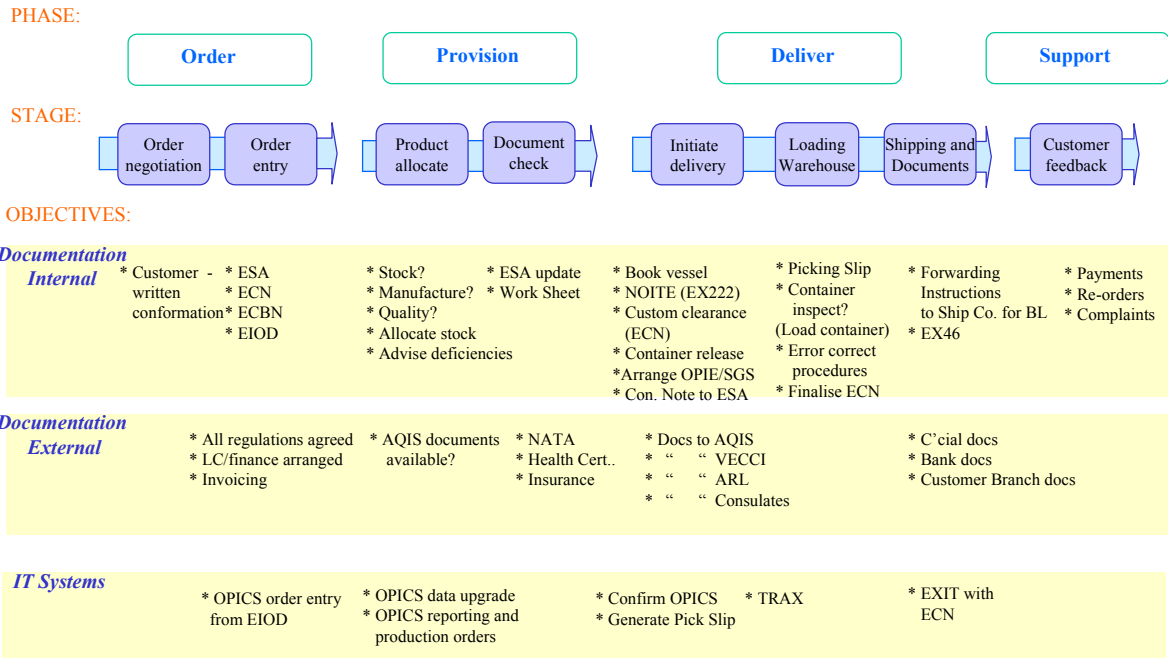 PHASE:
Order
Provision
Deliver
Support
STAGE:
Order
negotiation
Order
entry
Product
allocate
Document
check
Initiate
delivery
Loading
Warehouse
Shipping and
Documents
Customer
feedback
OBJECTIVES:
Documentation
Internal
* Customer -
written
conformation
* ESA
* ECN
* ECBN
* EIOD
* Stock?
* Manufacture?
* Quality?
* Allocate stock
* Advise deficiencies
* ESA update
* Work Sheet
* Book vessel
* NOITE (EX222)
* Custom clearance
(ECN)
* Container release
*Arrange OPIE/SGS
* Con. Note to ESA
* Picking Slip
* Container
inspect?
(Load container)
* Error correct
procedures
* Finalise ECN
* Forwarding
Instructions
to Ship Co. for BL
* EX46
* Payments
* Re-orders
* Complaints
Documentation
External
* All regulations agreed
* LC/finance arranged
* Invoicing
* AQIS documents
available?
* NATA
* Health Cert..
* Insurance
* Docs to AQIS
* “ “ VECCI
* “ “ ARL
* “ “ Consulates
* C’cial docs
* Bank docs
* Customer Branch docs
IT Systems
* OPICS order entry
from EIOD
* OPICS data upgrade
* OPICS reporting and
production orders
* Confirm OPICS
* Generate Pick Slip
* TRAX
* EXIT with
ECN